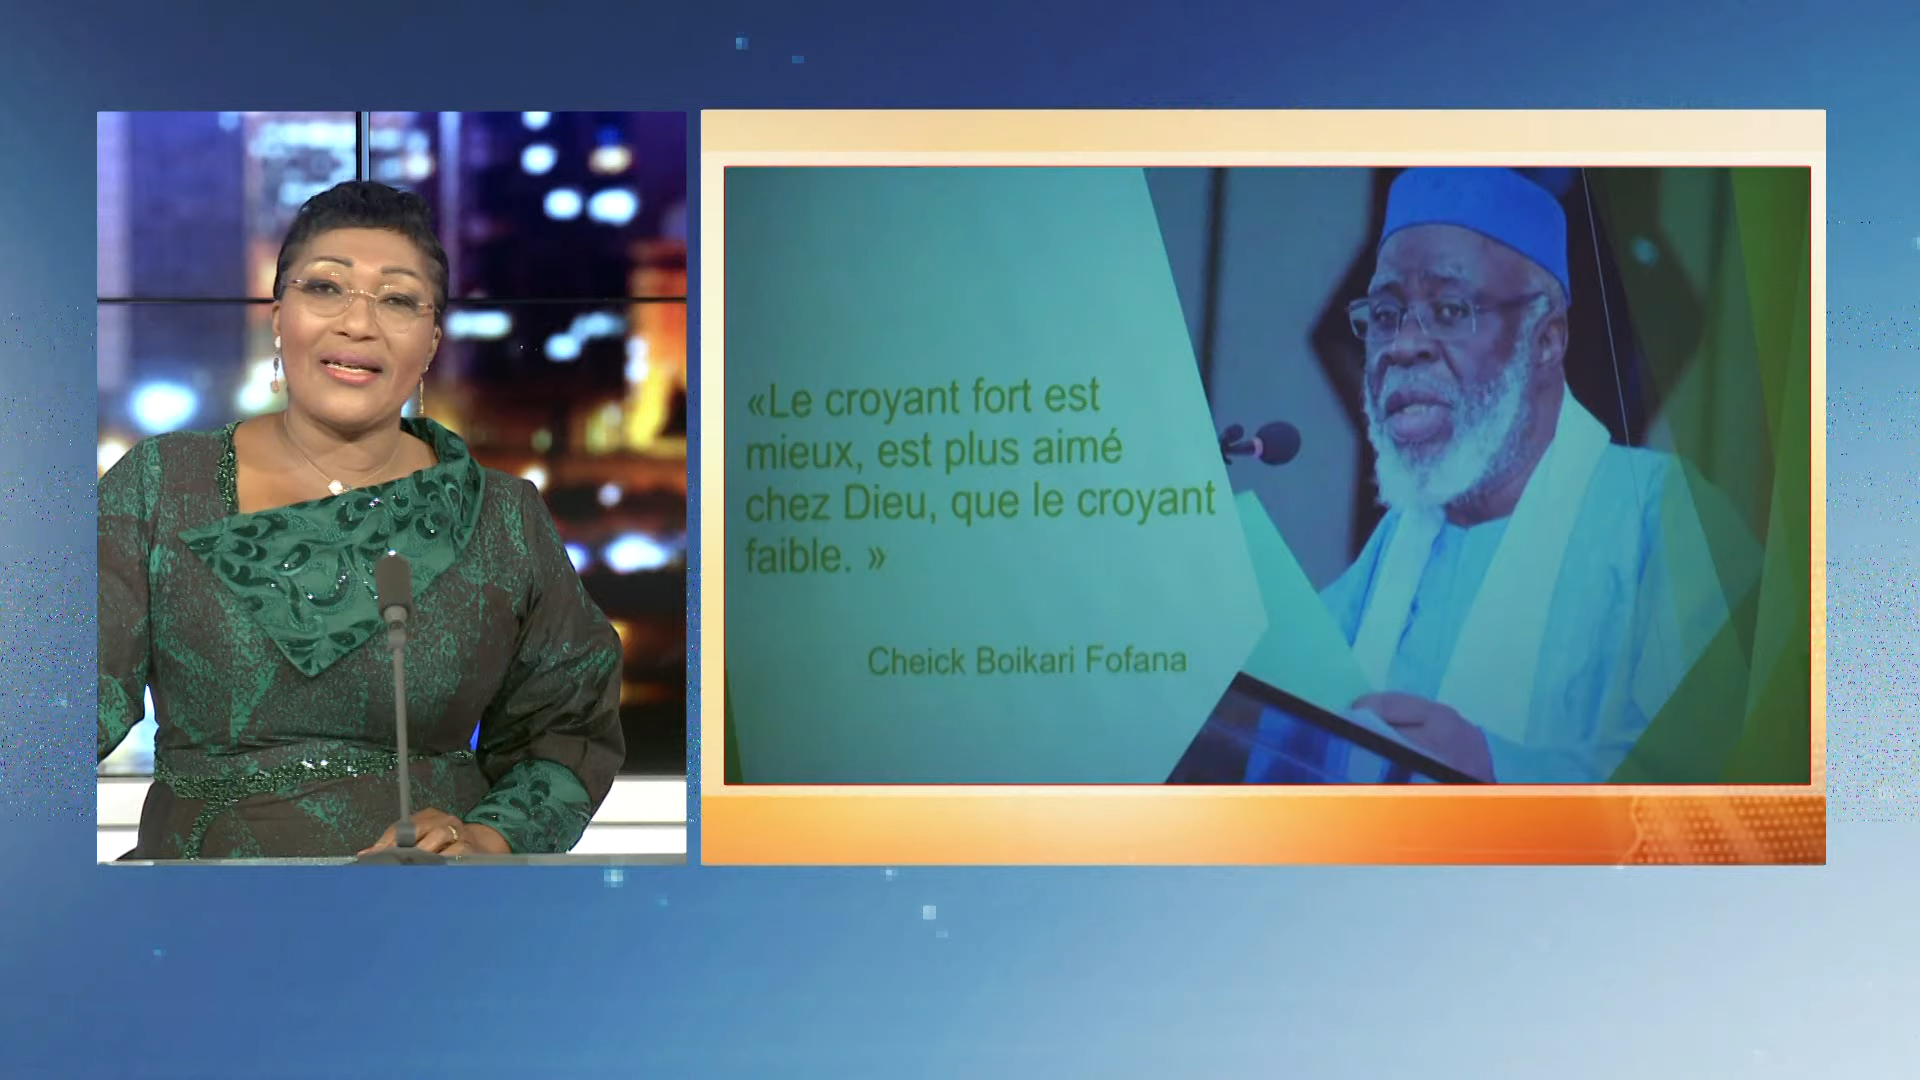 «Le croyant fort est
mieux, est plus aimé
chez Dieu, que le croyant
faible. »
Cheick Boikari Fofana